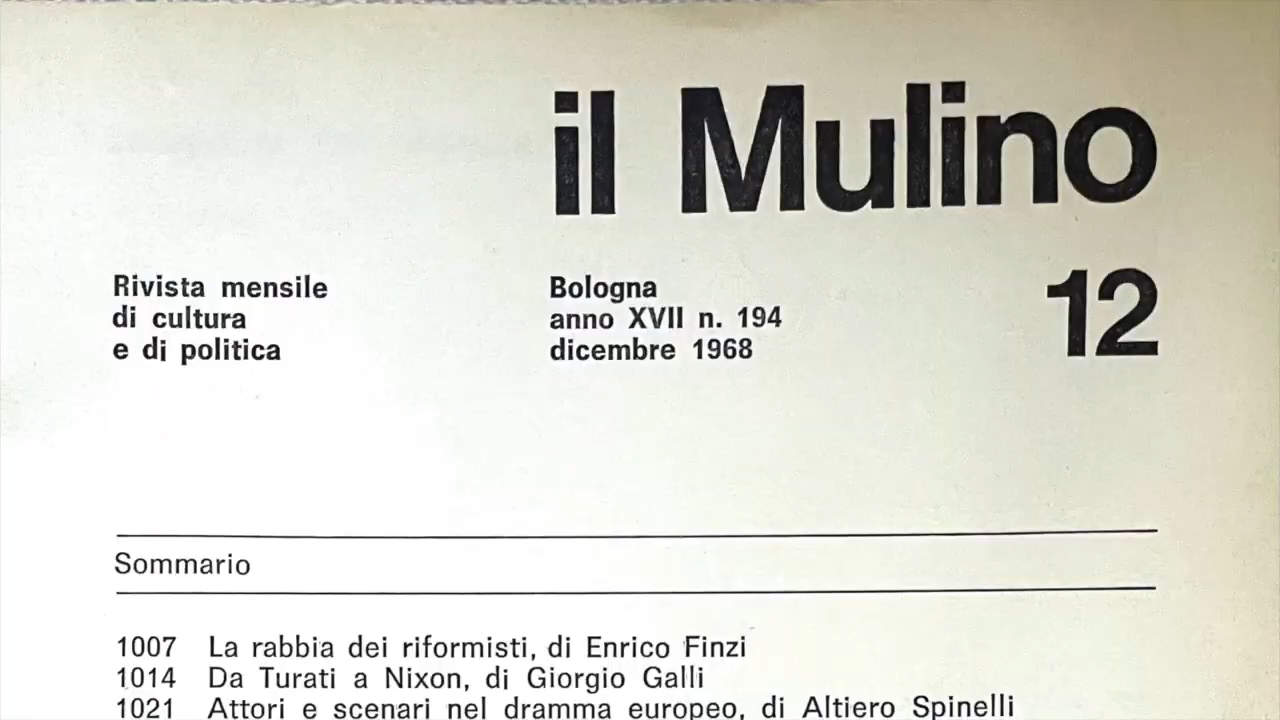 il Mulino
Rivista mensile
di cultura
e di politica
Bologna
anno XVII n. 194
dicembre 1968
12
Sommario
1007 La rabbia dei riformisti, di Enrico Finzi
1014 Da Turati a Nixon, di Giorgio Galli
1021 Attori e scenari nel dramma europeo, di Altiero Spinelli